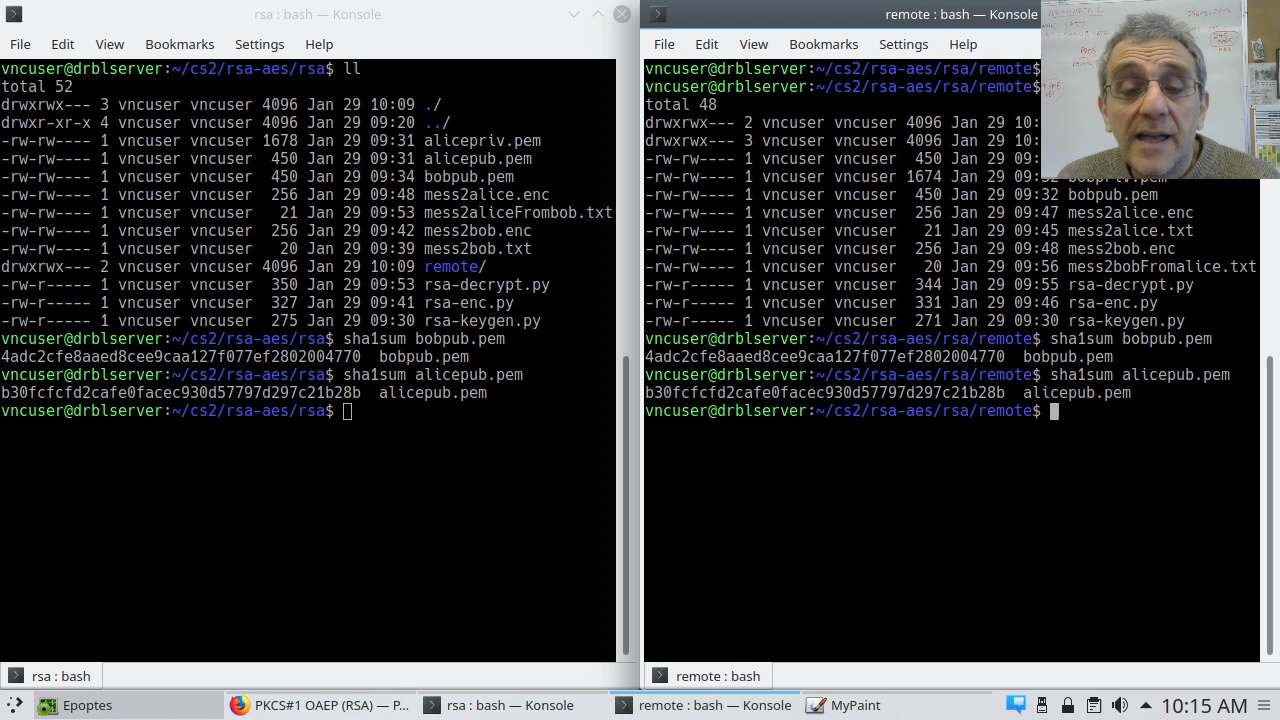 rsa : bash — Konsole
File Edit View Bookmarks Settings Help
vncuser@drblserver:~/cs2/rsa-aes/rsa$ ll
total 52
drwxrwx--- 3 vncuser vncuser 4096 Jan 29 10:09 ./
drwxr-xr-x 4 vncuser vncuser 4096 Jan 29 09:20 ../
-rw-rw---- 1 vncuser vncuser 1678 Jan 29 09:31 alicepriv.pem
-rw-rw---- 1 vncuser vncuser 450 Jan 29 09:31 alicepub.pem
-rw-rw---- 1 vncuser vncuser 450 Jan 29 09:34 bobpub.pem
-rw-rw---- 1 vncuser vncuser 256 Jan 29 09:48 mess2alice.enc
-rw-rw---- 1 vncuser vncuser 21 Jan 29 09:53 mess2aliceFrombob.txt
-rw-rw---- 1 vncuser vncuser 256 Jan 29 09:42 mess2bob.enc
-rw-rw---- 1 vncuser vncuser 20 Jan 29 09:39 mess2bob.txt
drwxrwx--- 2 vncuser vncuser 4096 Jan 29 10:09 remote/
-rw-r----- 1 vncuser vncuser 350 Jan 29 09:53 rsa-decrypt.py
-rw-r----- 1 vncuser vncuser 327 Jan 29 09:41 rsa-enc.py
-rw-r----- 1 vncuser vncuser 275 Jan 29 09:30 rsa-keygen.py
vncuser@drblserver:~/cs2/rsa-aes/rsa$ sha1sum bobpub.pem
4adc2cfe8aaed8cee9caa127f077ef2802004770 bobpub.pem
vncuser@drblserver:~/cs2/rsa-aes/rsa$ sha1sum alicepub.pem
b30fcfcfd2cafe0facec930d57797d297c21b28b alicepub.pem
vncuser@drblserver:~/cs2/rsa-aes/rsa$
rsa : bash
remote : bash — Konsole
File Edit View Bookmarks Settings Help
vncuser@drblserver:~/cs2/rsa-aes/rsa/remote$
vncuser@drblserver:~/cs2/rsa-aes/rsa/remote$
total 48
drwxrwx--- 2 vncuser vncuser 4096 Jan 29 10:
drwxrwx--- 3 vncuser vncuser 4096 Jan 29 10:
-rw-rw---- 1 vncuser vncuser 450 Jan 29 09:
-rw-rw---- 1 vncuser vncuser 1674 Jan 29 09:32 bobpriv.pem
-rw-rw---- 1 vncuser vncuser 450 Jan 29 09:32 bobpub.pem
-rw-rw---- 1 vncuser vncuser 256 Jan 29 09:47 mess2alice.enc
-rw-rw---- 1 vncuser vncuser 21 Jan 29 09:45 mess2alice.txt
-rw-rw---- 1 vncuser vncuser 256 Jan 29 09:48 mess2bob.enc
-rw-rw---- 1 vncuser vncuser 20 Jan 29 09:56 mess2bobFromalice.txt
-rw-r----- 1 vncuser vncuser 344 Jan 29 09:55 rsa-decrypt.py
-rw-r----- 1 vncuser vncuser 331 Jan 29 09:46 rsa-enc.py
-rw-r----- 1 vncuser vncuser 271 Jan 29 09:30 rsa-keygen.py
vncuser@drblserver:~/cs2/rsa-aes/rsa/remote$ sha1sum bobpub.pem
4adc2cfe8aaed8cee9caa127f077ef2802004770 bobpub.pem
vncuser@drblserver:~/cs2/rsa-aes/rsa/remote$ sha1sum alicepub.pem
b30fcfcfd2cafe0facec930d57797d297c21b28b alicepub.pem
vncuser@drblserver:~/cs2/rsa-aes/rsa/remote$
remote : bash
Epoptes
PKCS#1 OAEP (RSA) — P...
rsa : bash — Konsole
remote : bash — Konsole
MyPaint
10:15 AM